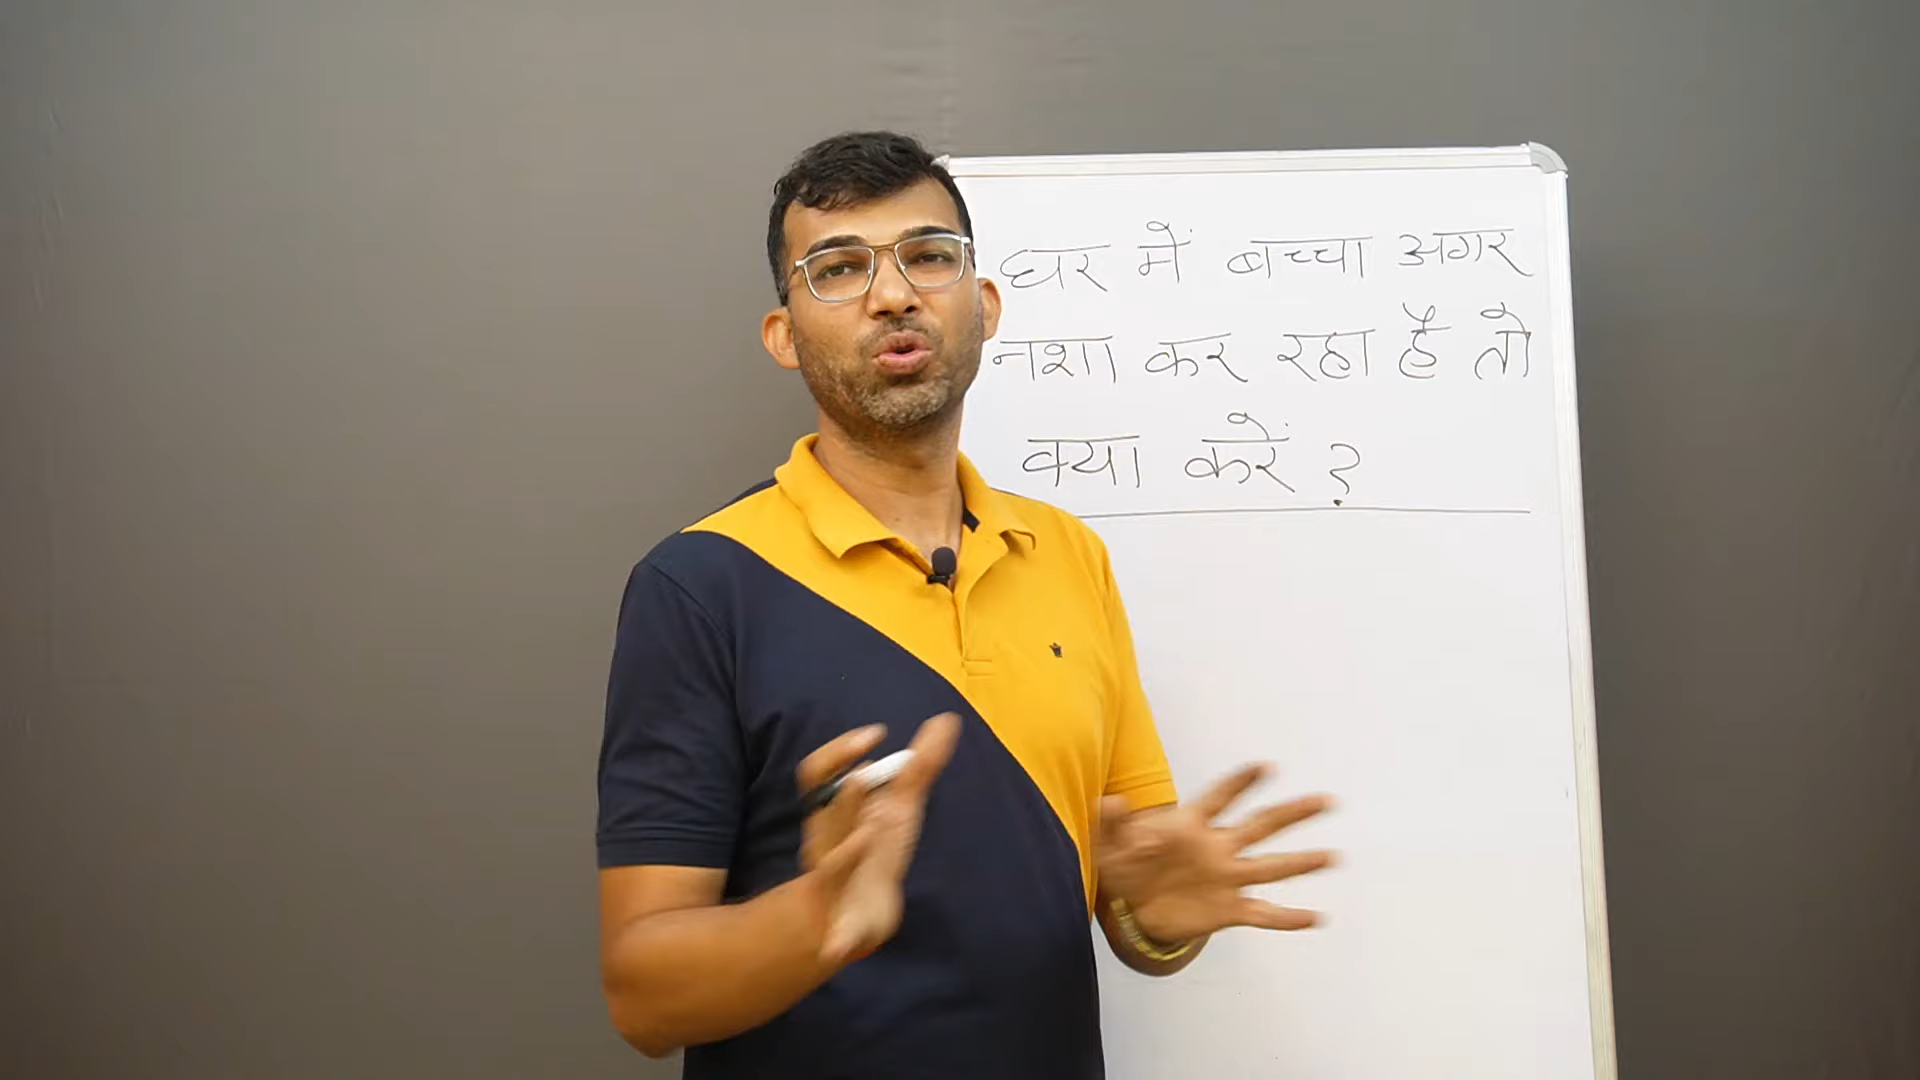 घर में बच्चा अगर
नशा कर रहा है तो
क्या करें ?